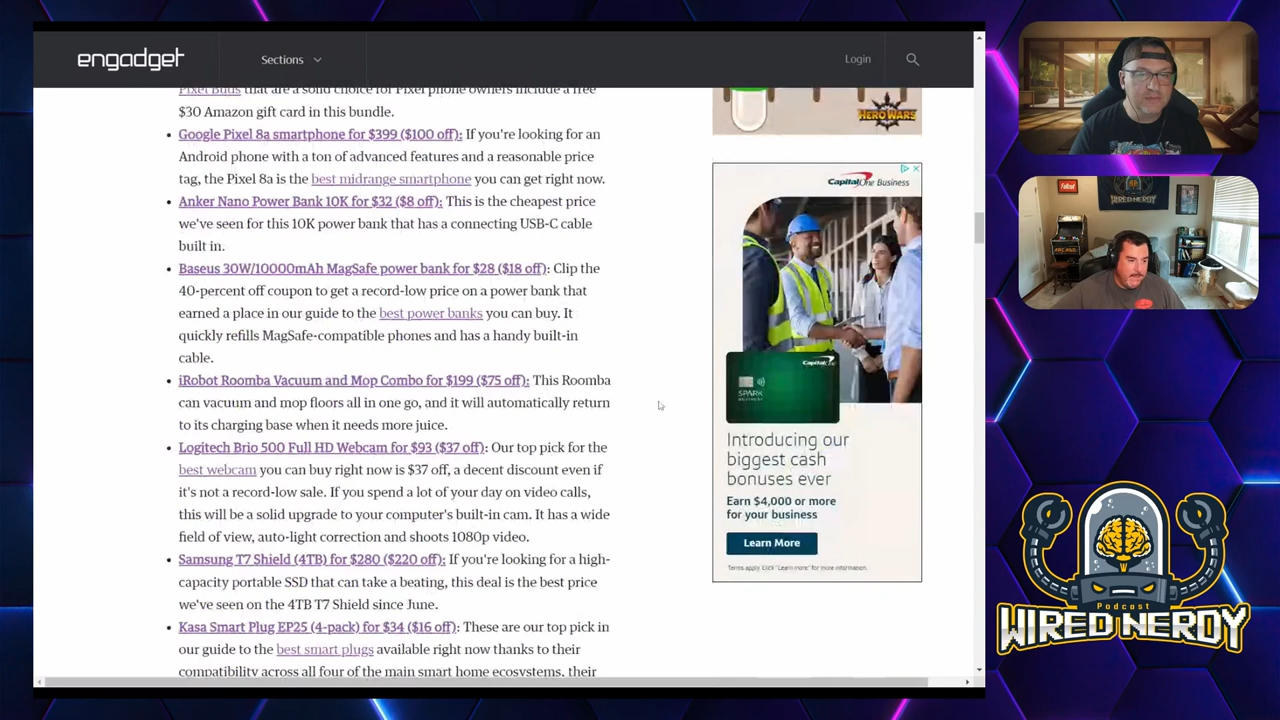 engadget
Sections
Login
Pixel Buds that are a solid choice for Pixel phone owners include a free
$30 Amazon gift card in this bundle.
Google Pixel 8a smartphone for $399 ($100 off): If you're looking for an
Android phone with a ton of advanced features and a reasonable price
tag, the Pixel 8a is the best midrange smartphone you can get right now.
Anker Nano Power Bank 10K for $32 ($8 off): This is the cheapest price
we've seen for this 10K power bank that has a connecting USB-C cable
built in.
Baseus 30W/10000mAh MagSafe power bank for $28 ($18 off): Clip the
40-percent off coupon to get a record-low price on a power bank that
earned a place in our guide to the best power banks you can buy. It
quickly refills MagSafe-compatible phones and has a handy built-in
cable.
iRobot Roomba Vacuum and Mop Combo for $199 ($75 off): This Roomba
can vacuum and mop floors all in one go, and it will automatically return
to its charging base when it needs more juice.
Logitech Brio 500 Full HD Webcam for $93 ($37 off): Our top pick for the
best webcam you can buy right now is $37 off, a decent discount even if
it's not a record-low sale. If you spend a lot of your day on video calls,
this will be a solid upgrade to your computer's built-in cam. It has a wide
field of view, auto-light correction and shoots 1080p video.
Samsung T7 Shield (4TB) for $280 ($220 off): If you're looking for a high-
capacity portable SSD that can take a beating, this deal is the best price
we've seen on the 4TB T7 Shield since June.
Kasa Smart Plug EP25 (4-pack) for $34 ($16 off): These are our top pick in
our guide to the best smart plugs available right now thanks to their
compatibility across all four of the main smart home ecosystems, their
HERO WARS
Capital One Business
Capital One
SPARK
Introducing our
biggest cash
bonuses ever
Earn $4,000 or more
for your business
Learn More
Terms apply. Click "Learn more" for more information.
Fallout
WIRED NERDY
ARCADE
Podcast
WIRED NERDY